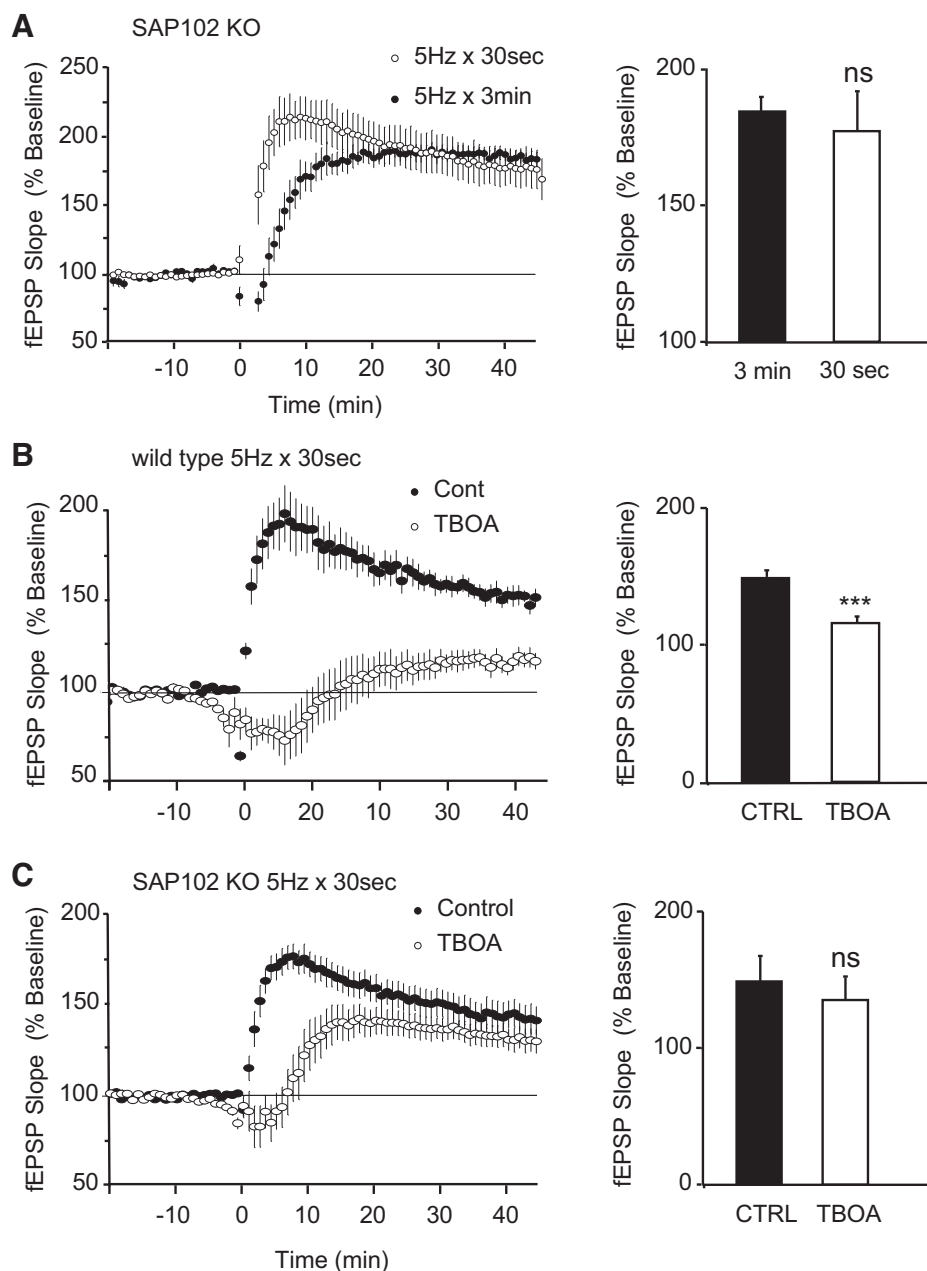 A
SAP102 KO
5Hz x 30sec
5Hz x 3min
fEPSP Slope (% Baseline)
250
200
150
100
50
-10 0 10 20 30 40
Time (min)
fEPSP Slope (% Baseline)
200
150
100
ns
3 min 30 sec
B
wild type 5Hz x 30sec
Cont
TBOA
fEPSP Slope (% Baseline)
200
150
100
50
-10 0 20 10 30 40
fEPSP Slope (% Baseline)
200
100
0
***
CTRL TBOA
C
SAP102 KO 5Hz x 30sec
Control
TBOA
fEPSP Slope (% Baseline)
200
150
100
50
-10 0 10 20 30 40
Time (min)
fEPSP Slope (% Baseline)
200
100
0
ns
CTRL TBOA